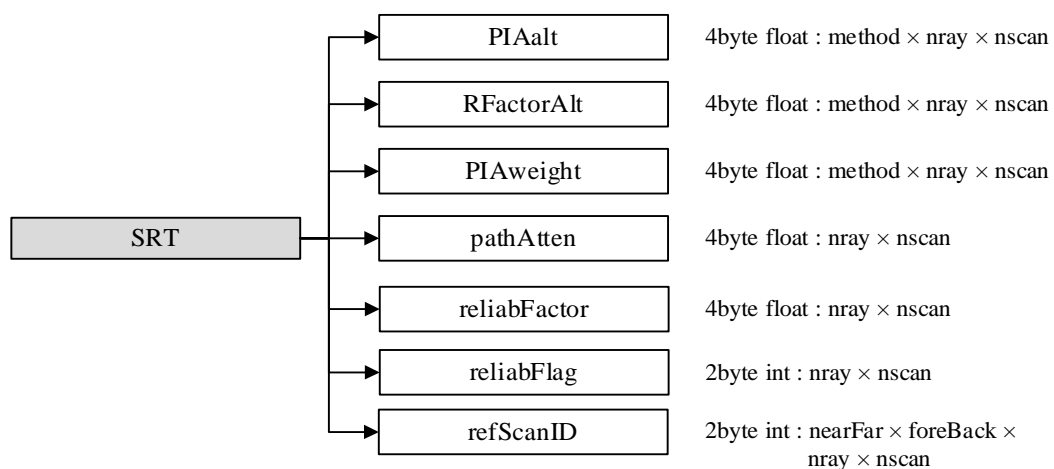 PIAalt 4byte float : method × nray × nscan
RFactorAlt 4byte float : method × nray × nscan
PIAweight 4byte float : method × nray × nscan
SRT pathAtten 4byte float : nray × nscan
reliabFactor 4byte float : nray × nscan
reliabFlag 2byte int : nray × nscan
refScanID 2byte int : nearFar × foreBack ×
nray × nscan